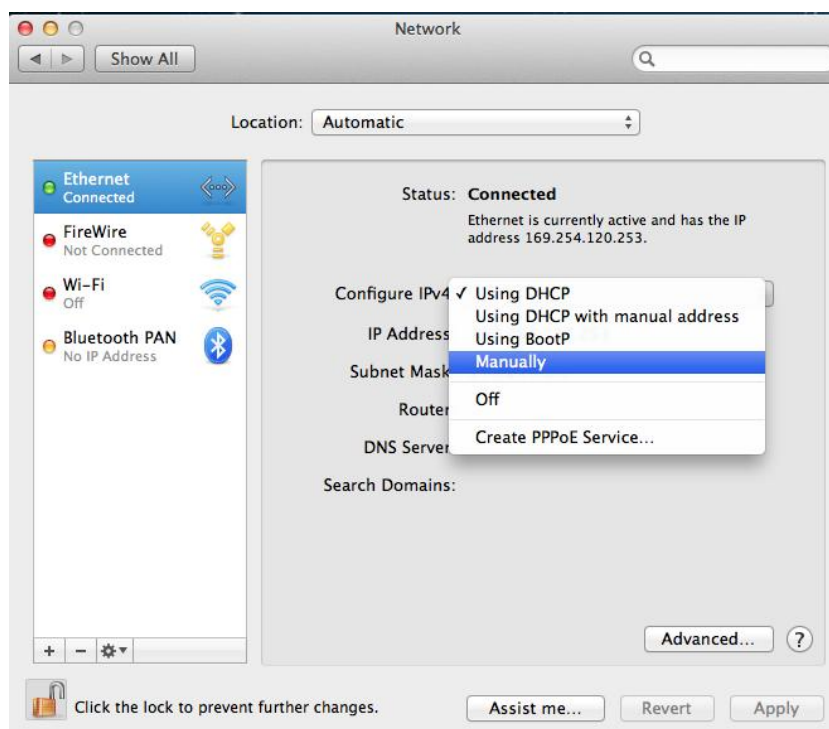 Network
Show All
Location: Automatic
Ethernet
Connected
FireWire
Not Connected
Wi-Fi
Off
Bluetooth PAN
No IP Address
Status: Connected
Ethernet is currently active and has the IP
address 169.254.120.253.
Configure IPv4 ✓ Using DHCP
Using DHCP with manual address
Using BootP
Manually
Off
Create PPPoE Service...
IP Address
Subnet Mask
Router
DNS Server
Search Domains:
Advanced... ?
+ -
Click the lock to prevent further changes.
Assist me... Revert Apply